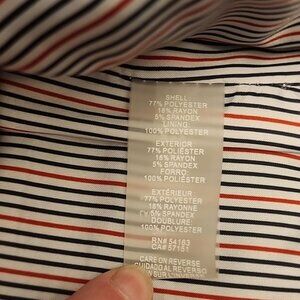 SHELL
77% POLYESTER
18% RAYON
5% SPANDEX
LINING:
100% POLYESTER
EXTERIOR
77% POLIÉSTER
18% RAYON
5% SPANDEX
FORRO:
100% POLIÉSTER
EXTÉRIEUR
77% POLYESTER
18% RAYONNE
5% SPANDEX
DOUBLURE:
100% POLYESTER
RN# 54163
CA# 57151
CARE ON REVERSE
CUIDADO AL REVERSO